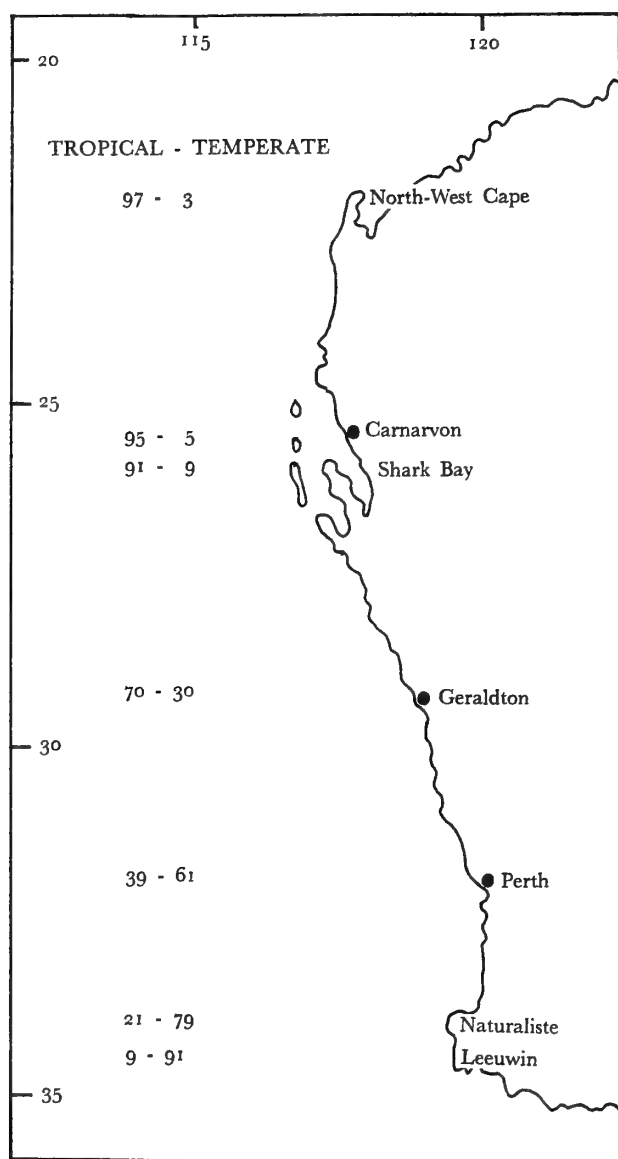 115 120
20
TROPICAL - TEMPERATE
97 - 3 North-West Cape
25
Carnarvon
95 - 5
91 - 9 Shark Bay
70 - 30 Geraldton
30
39 - 61 Perth
21 - 79 Naturaliste
9 - 91 Leeuwin
35